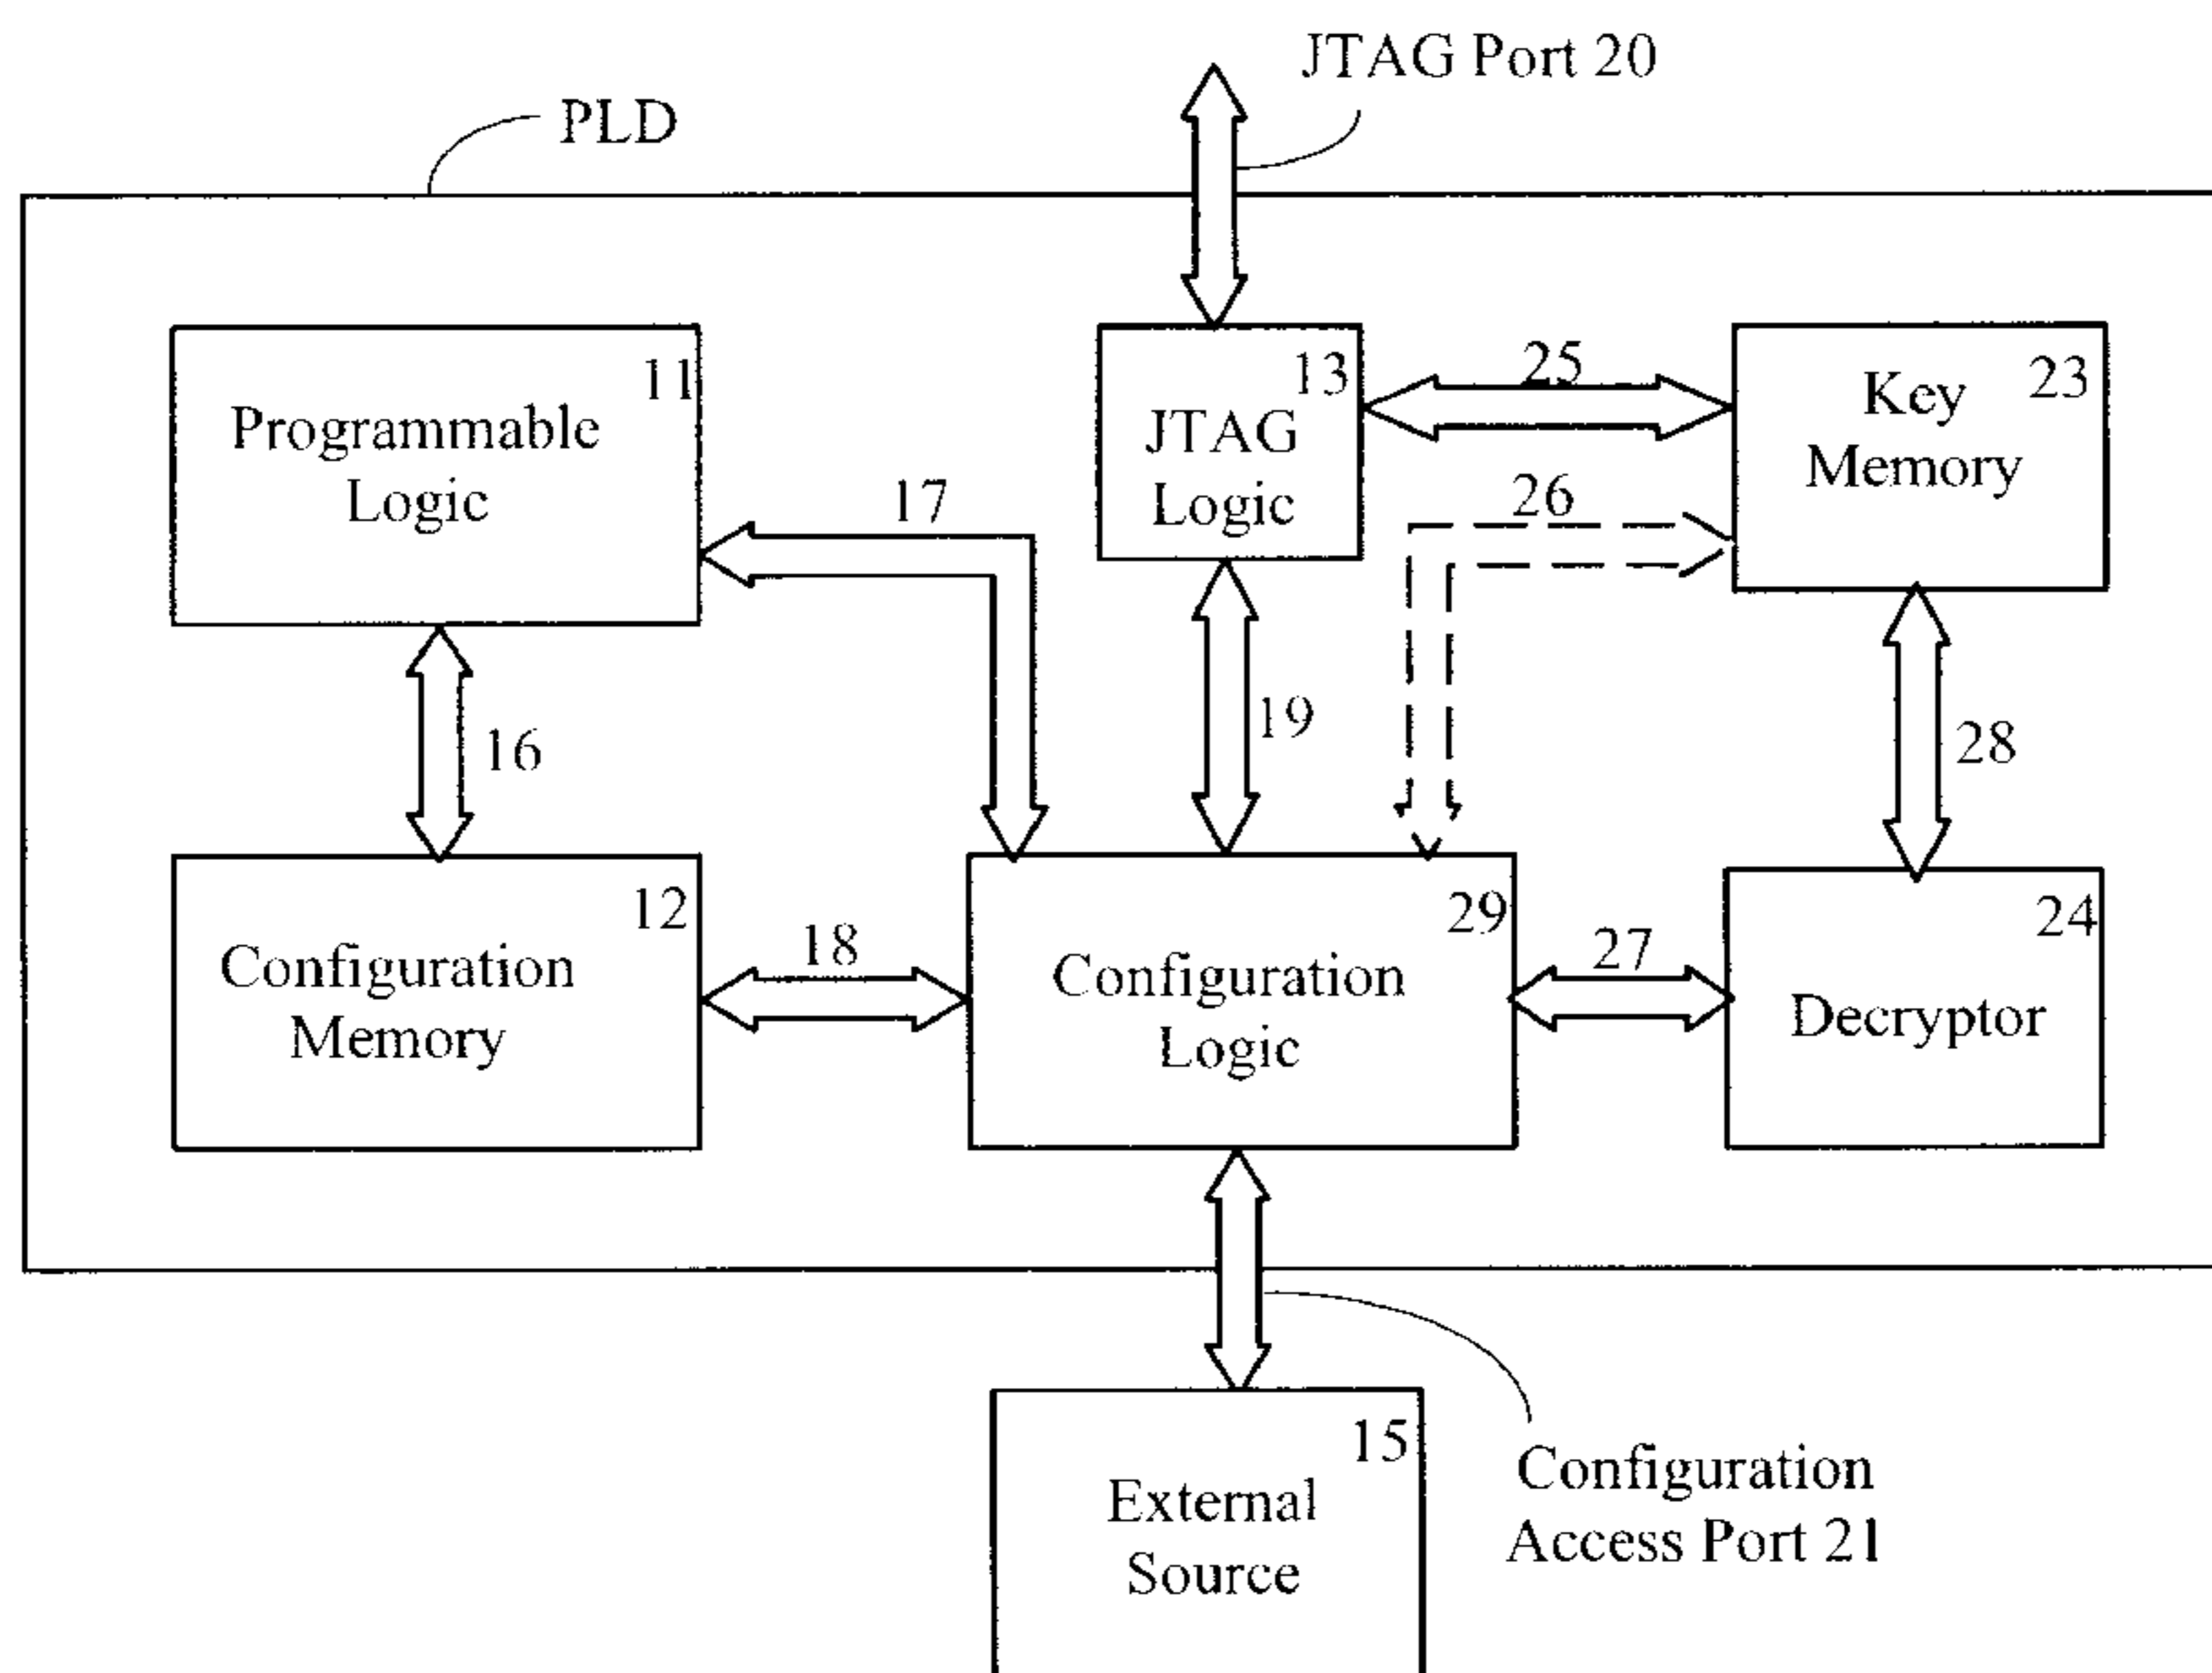 JTAG Port 20
PLD
11
Programmable
Logic
13
JTAG
Logic
25
23
Key
Memory
17
26
16
19
28
12
Configuration
Memory
18
29
Configuration
Logic
27
24
Decryptor
15
External
Source
Configuration
Access Port 21